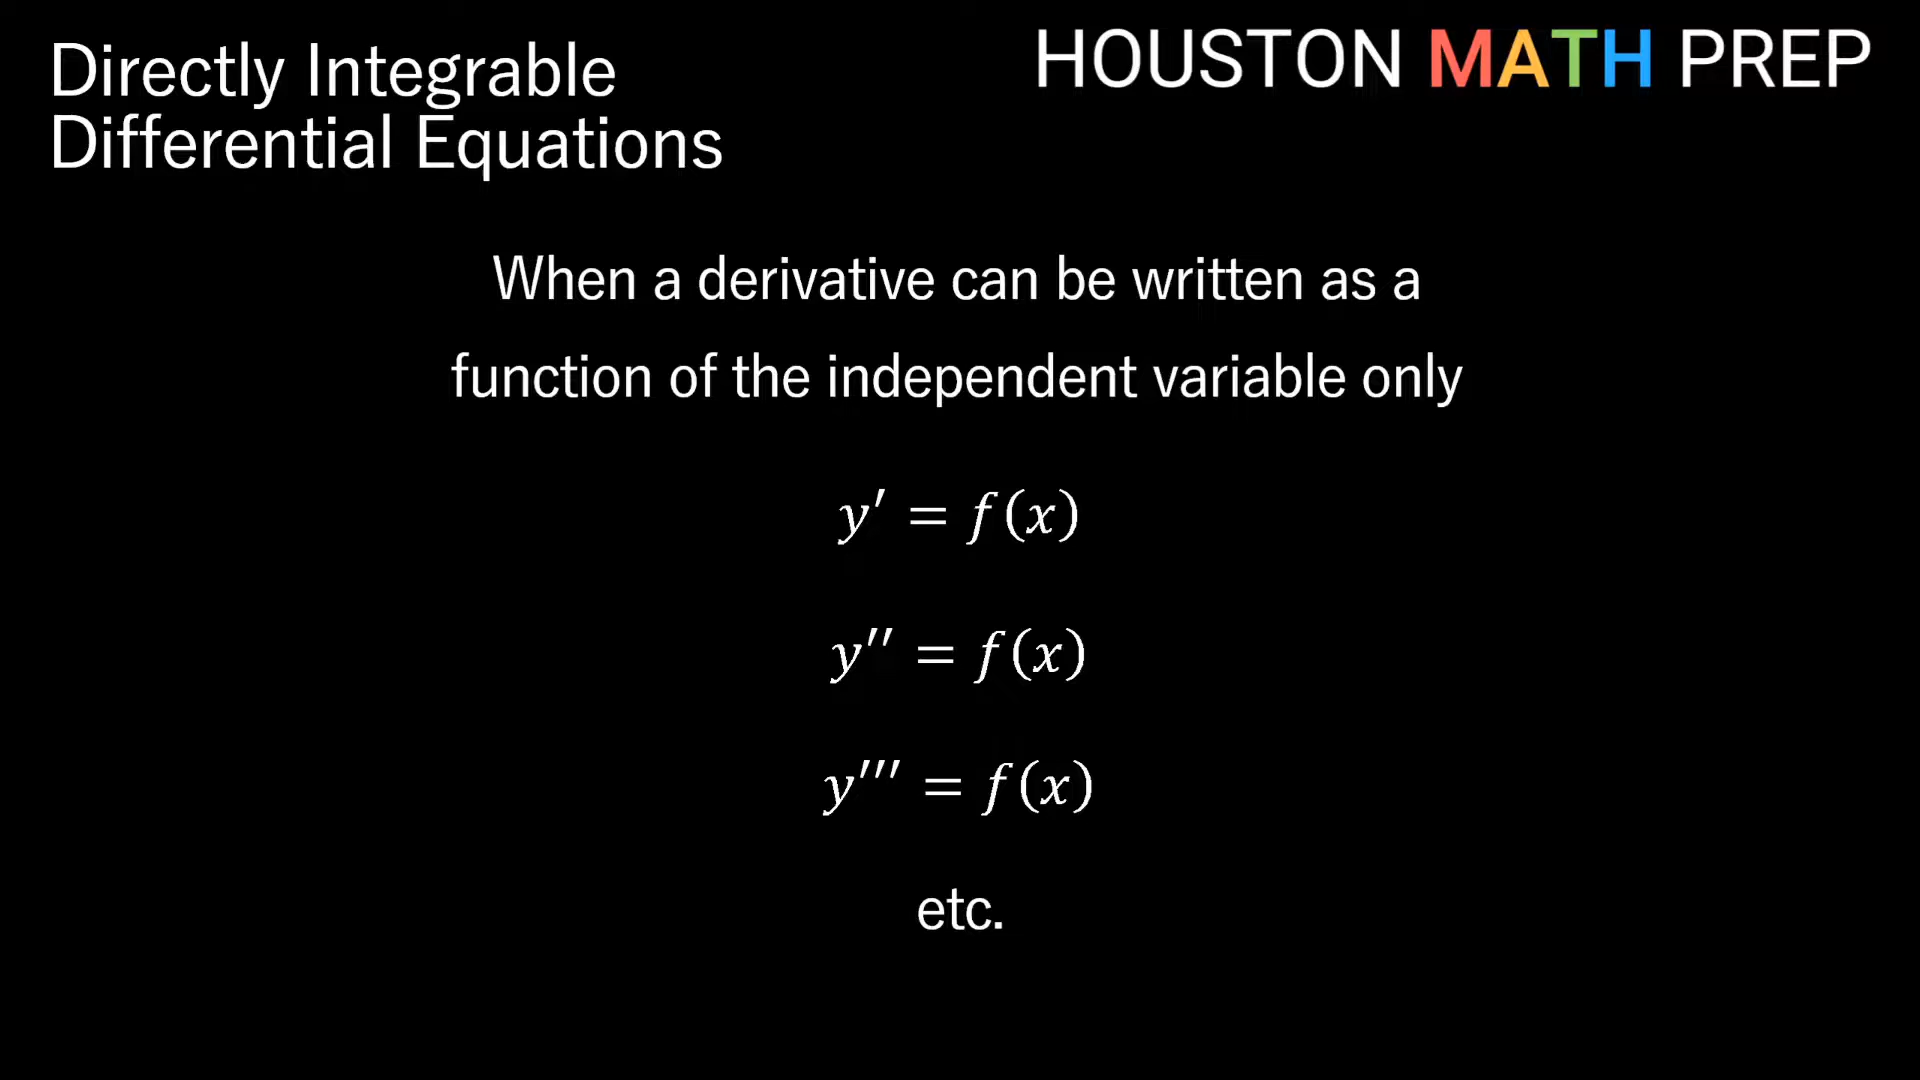 Directly Integrable
Differential Equations
HOUSTON MATH PREP
When a derivative can be written as a
function of the independent variable only
y′ = f(x)
y′′ = f(x)
y′′′ = f(x)
etc.